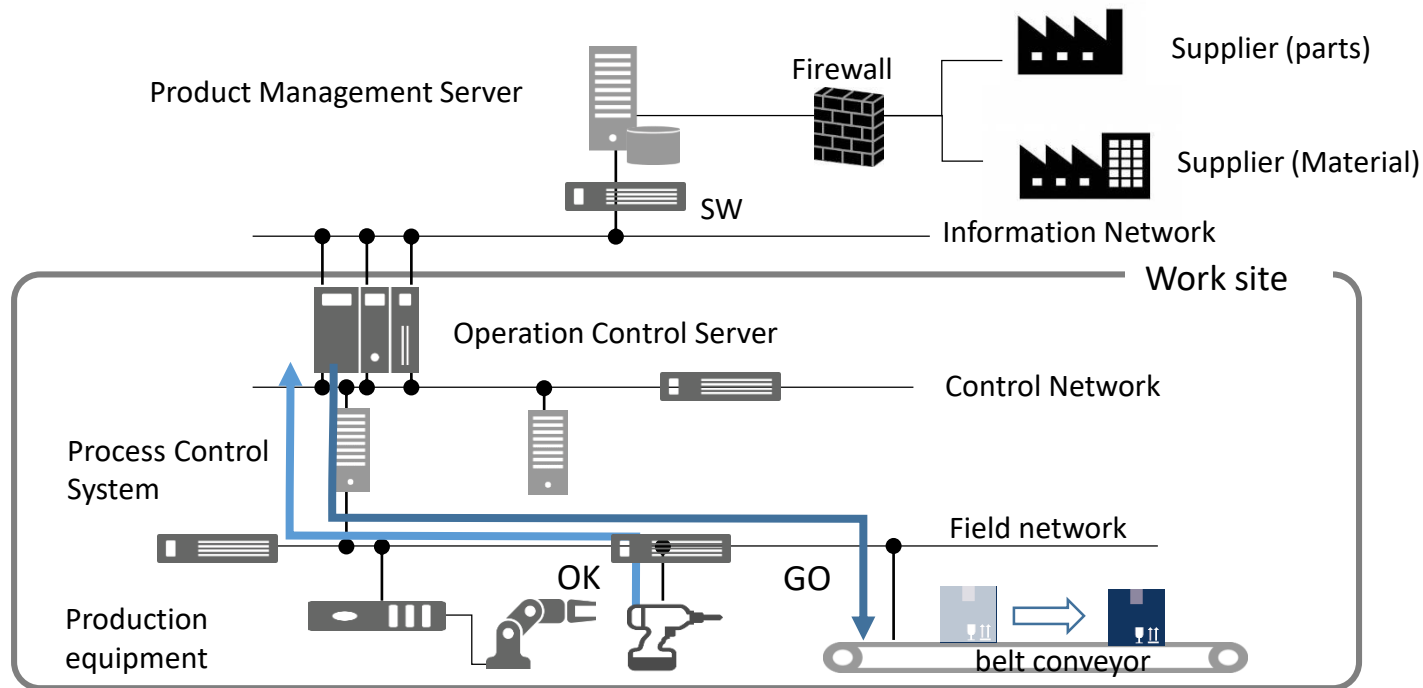 Supplier (parts)
Firewall
Product Management Server
Supplier (Material)
SW
Information Network
Work site
Operation Control Server
Control Network
Process Control
System
Field network
OK
GO
Production
equipment
belt conveyor